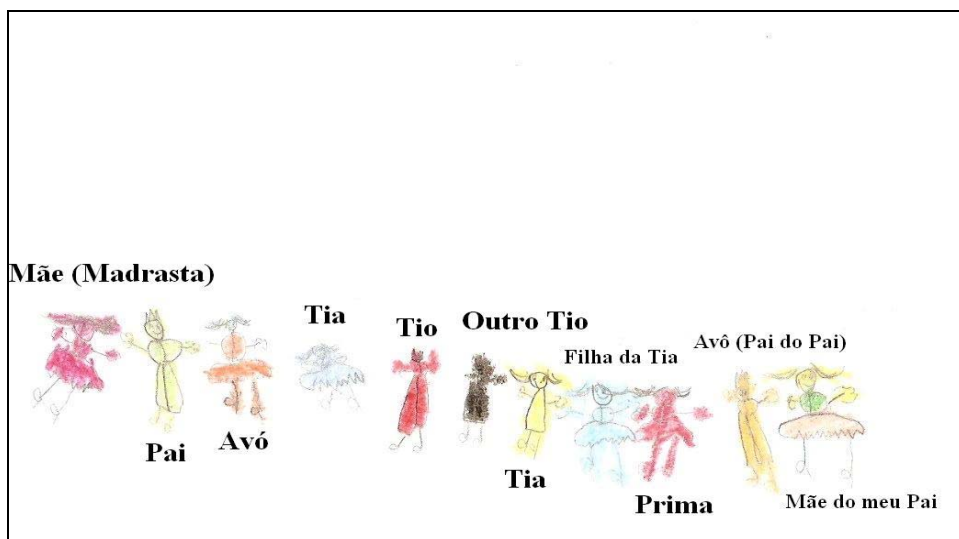 Mãe (Madrasta)
Pai
Avó
Tia
Tio
Outro Tio
Tia
Filha da Tia
Prima
Avô (Pai do Pai)
Mãe do meu Pai